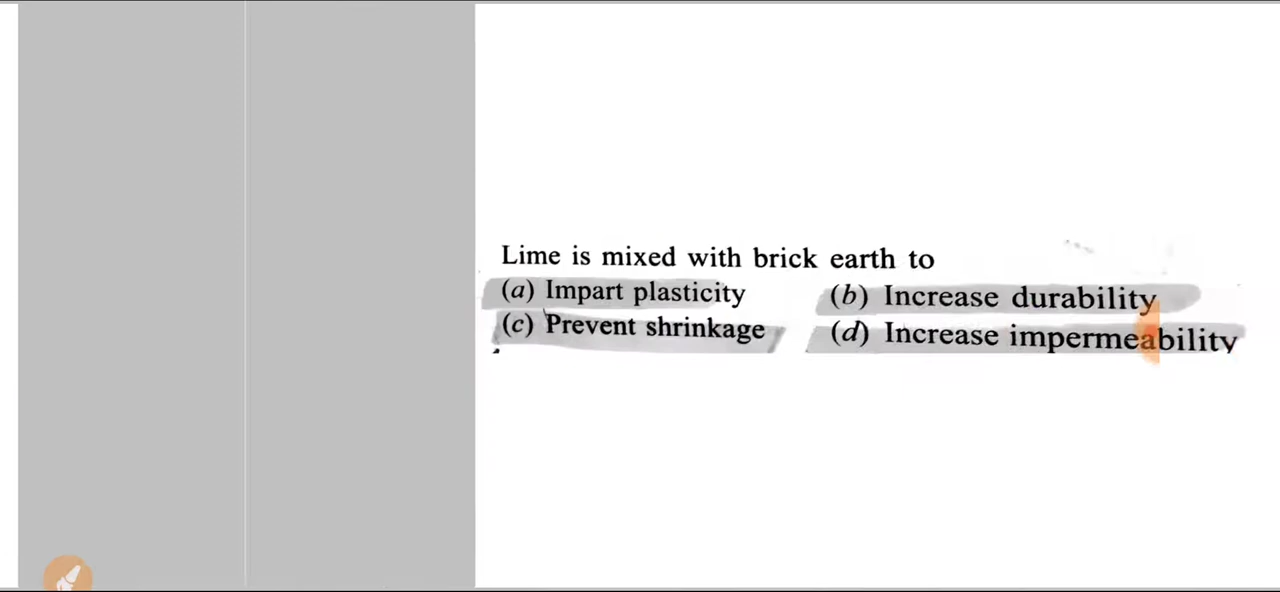 Lime is mixed with brick earth to
(a) Impart plasticity (b) Increase durability
(c) Prevent shrinkage (d) Increase impermeability